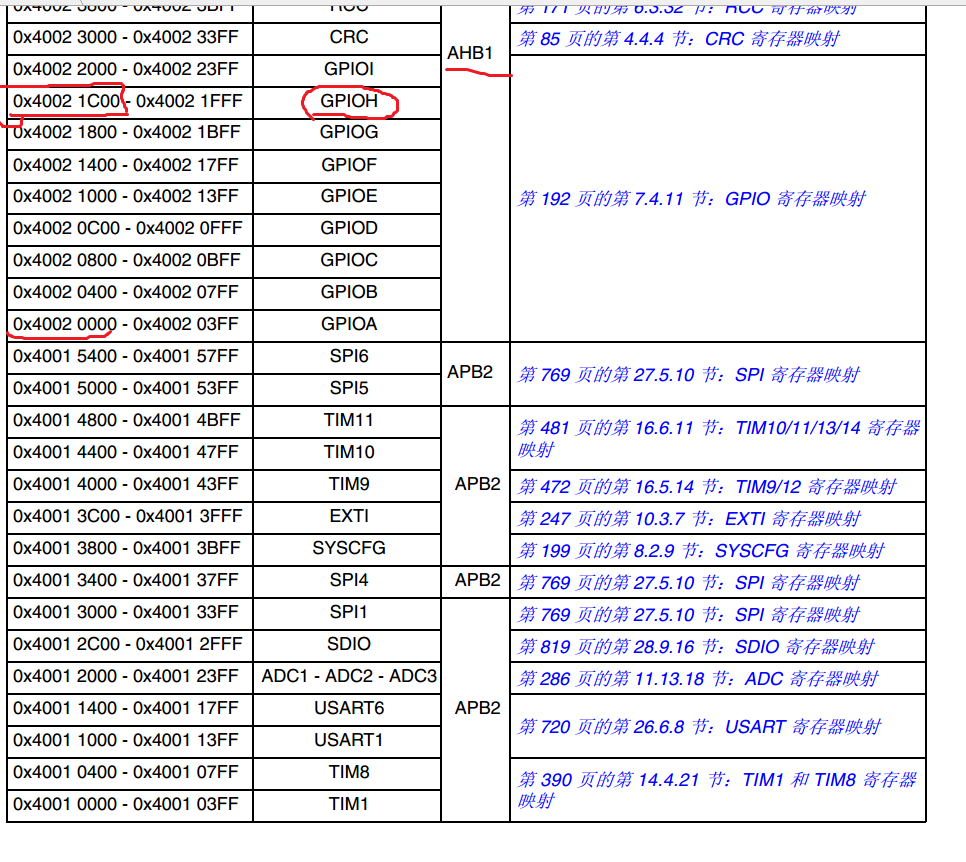 0x4002 3800 - 0x4002 3BFF RCC 第 171 页的第 6.3.32 节：RCC 寄存器映射
0x4002 3000 - 0x4002 33FF CRC 第 85 页的第 4.4.4 节：CRC 寄存器映射
AHB1
0x4002 2000 - 0x4002 23FF GPIOI
0x4002 1C00 - 0x4002 1FFF GPIOH
0x4002 1800 - 0x4002 1BFF GPIOG
0x4002 1400 - 0x4002 17FF GPIOF
0x4002 1000 - 0x4002 13FF GPIOE 第 192 页的第 7.4.11 节：GPIO 寄存器映射
0x4002 0C00 - 0x4002 0FFF GPIOD
0x4002 0800 - 0x4002 0BFF GPIOC
0x4002 0400 - 0x4002 07FF GPIOB
0x4002 0000 - 0x4002 03FF GPIOA
0x4001 5400 - 0x4001 57FF SPI6
APB2 第 769 页的第 27.5.10 节：SPI 寄存器映射
0x4001 5000 - 0x4001 53FF SPI5
0x4001 4800 - 0x4001 4BFF TIM11 第 481 页的第 16.6.11 节：TIM10/11/13/14 寄存器
0x4001 4400 - 0x4001 47FF TIM10 映射
0x4001 4000 - 0x4001 43FF TIM9 APB2 第 472 页的第 16.5.14 节：TIM9/12 寄存器映射
0x4001 3C00 - 0x4001 3FFF EXTI 第 247 页的第 10.3.7 节：EXTI 寄存器映射
0x4001 3800 - 0x4001 3BFF SYSCFG 第 199 页的第 8.2.9 节：SYSCFG 寄存器映射
0x4001 3400 - 0x4001 37FF SPI4 APB2 第 769 页的第 27.5.10 节：SPI 寄存器映射
0x4001 3000 - 0x4001 33FF SPI1 第 769 页的第 27.5.10 节：SPI 寄存器映射
0x4001 2C00 - 0x4001 2FFF SDIO 第 819 页的第 28.9.16 节：SDIO 寄存器映射
0x4001 2000 - 0x4001 23FF ADC1 - ADC2 - ADC3 第 286 页的第 11.13.18 节：ADC 寄存器映射
0x4001 1400 - 0x4001 17FF USART6 APB2
第 720 页的第 26.6.8 节：USART 寄存器映射
0x4001 1000 - 0x4001 13FF USART1
0x4001 0400 - 0x4001 07FF TIM8 第 390 页的第 14.4.21 节：TIM1 和 TIM8 寄存器
0x4001 0000 - 0x4001 03FF TIM1 映射